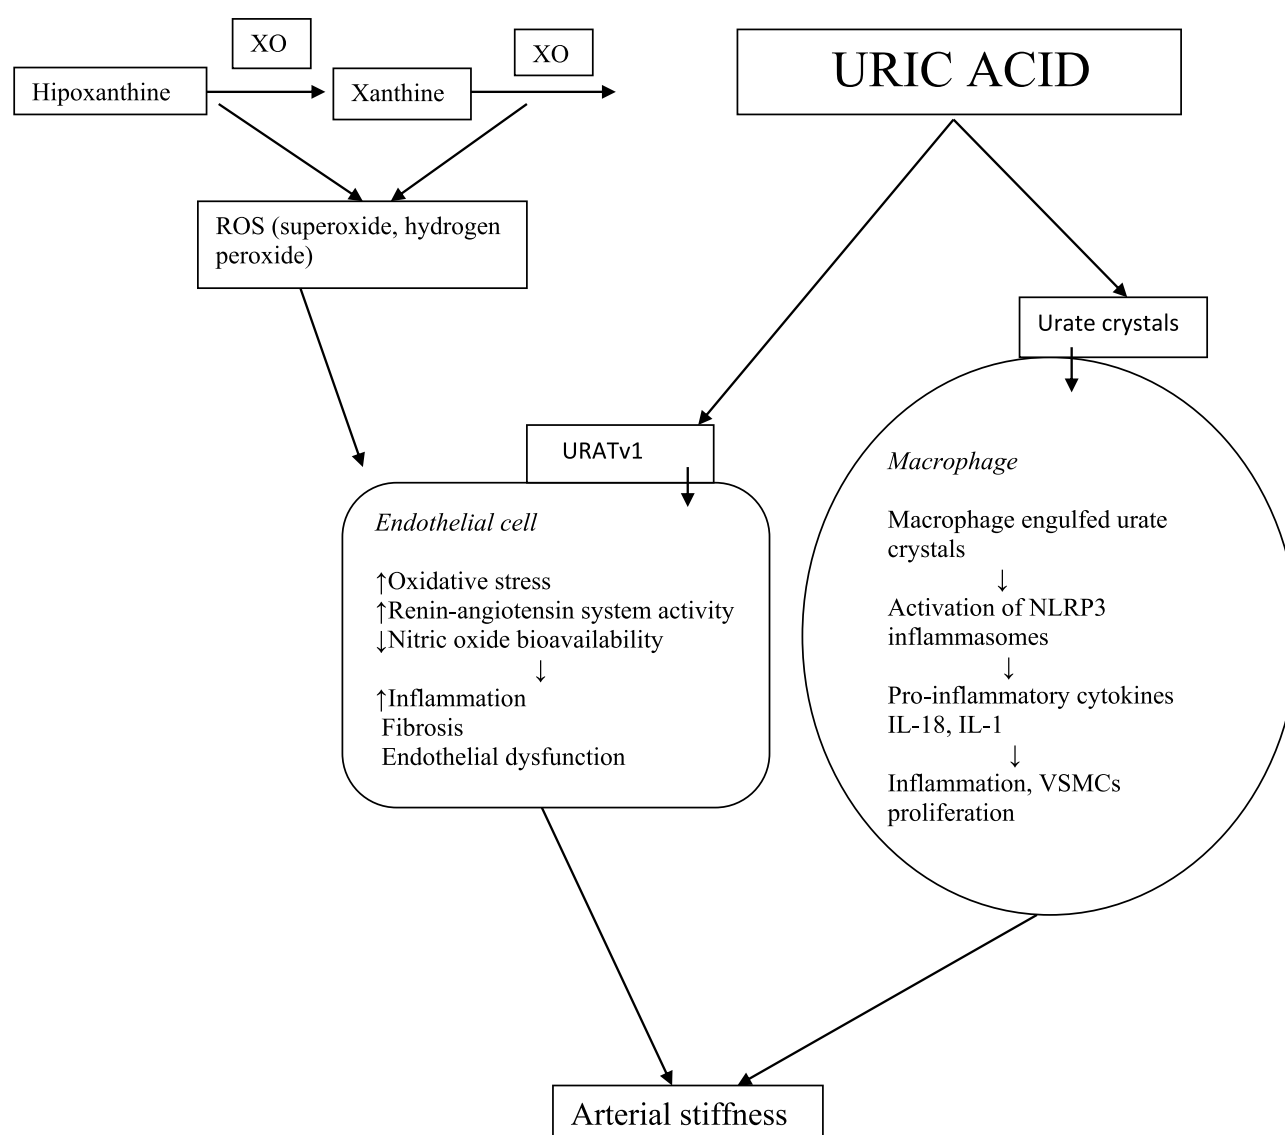 XO
XO
URIC ACID
Hipoxanthine
Xanthine
ROS (superoxide, hydrogen
peroxide)
Urate crystals
URATv1
Endothelial cell
↑Oxidative stress
↑Renin-angiotensin system activity
↓Nitric oxide bioavailability
↓
↑Inflammation
Fibrosis
Endothelial dysfunction
Macrophage
Macrophage engulfed urate
crystals
↓
Activation of NLRP3
inflammasomes
↓
Pro-inflammatory cytokines
IL-18, IL-1
↓
Inflammation, VSMCs
proliferation
Arterial stiffness